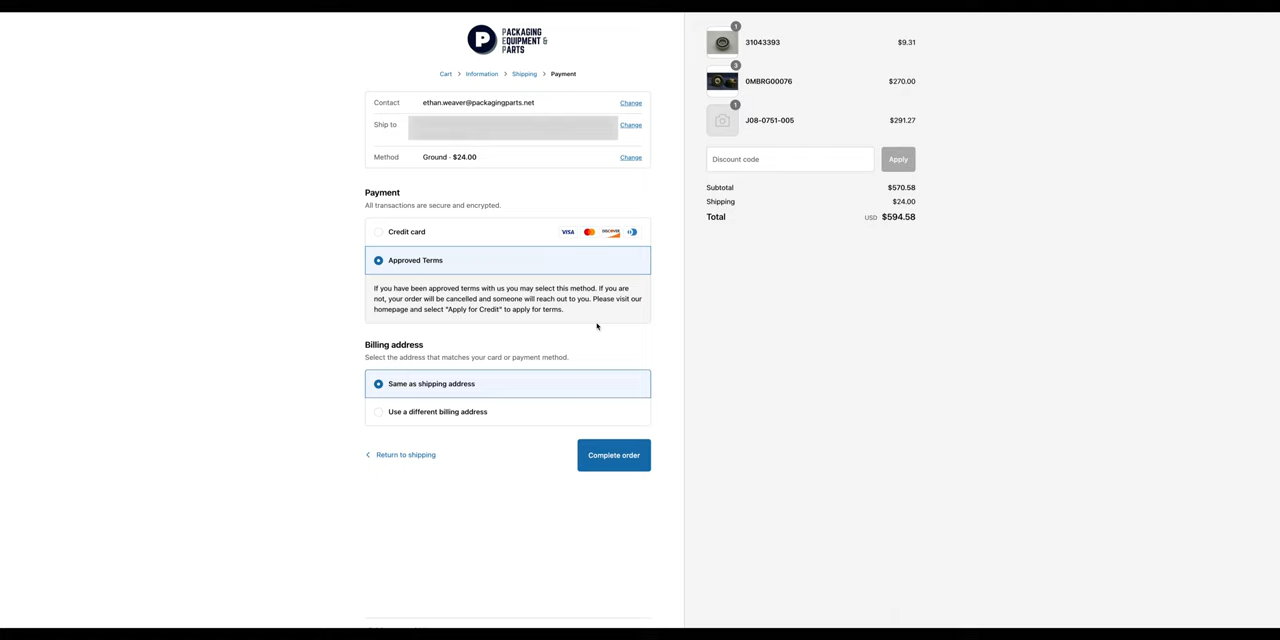 PACKAGING
EQUIPMENT &
PARTS
Cart > Information > Shipping > Payment
Contact ethan.weaver@packagingparts.net Change
Ship to Change
Method Ground · $24.00 Change
Payment
All transactions are secure and encrypted.
Credit card VISA DISCOVER
Approved Terms
If you have been approved terms with us you may select this method. If you are
not, your order will be cancelled and someone will reach out to you. Please visit our
homepage and select "Apply for Credit" to apply for terms.
Billing address
Select the address that matches your card or payment method.
Same as shipping address
Use a different billing address
Return to shipping
Complete order
1
31043393 $9.31
3
0MBRG00076 $270.00
1
J08-0751-005 $291.27
Discount code Apply
Subtotal $570.58
Shipping $24.00
Total USD $594.58